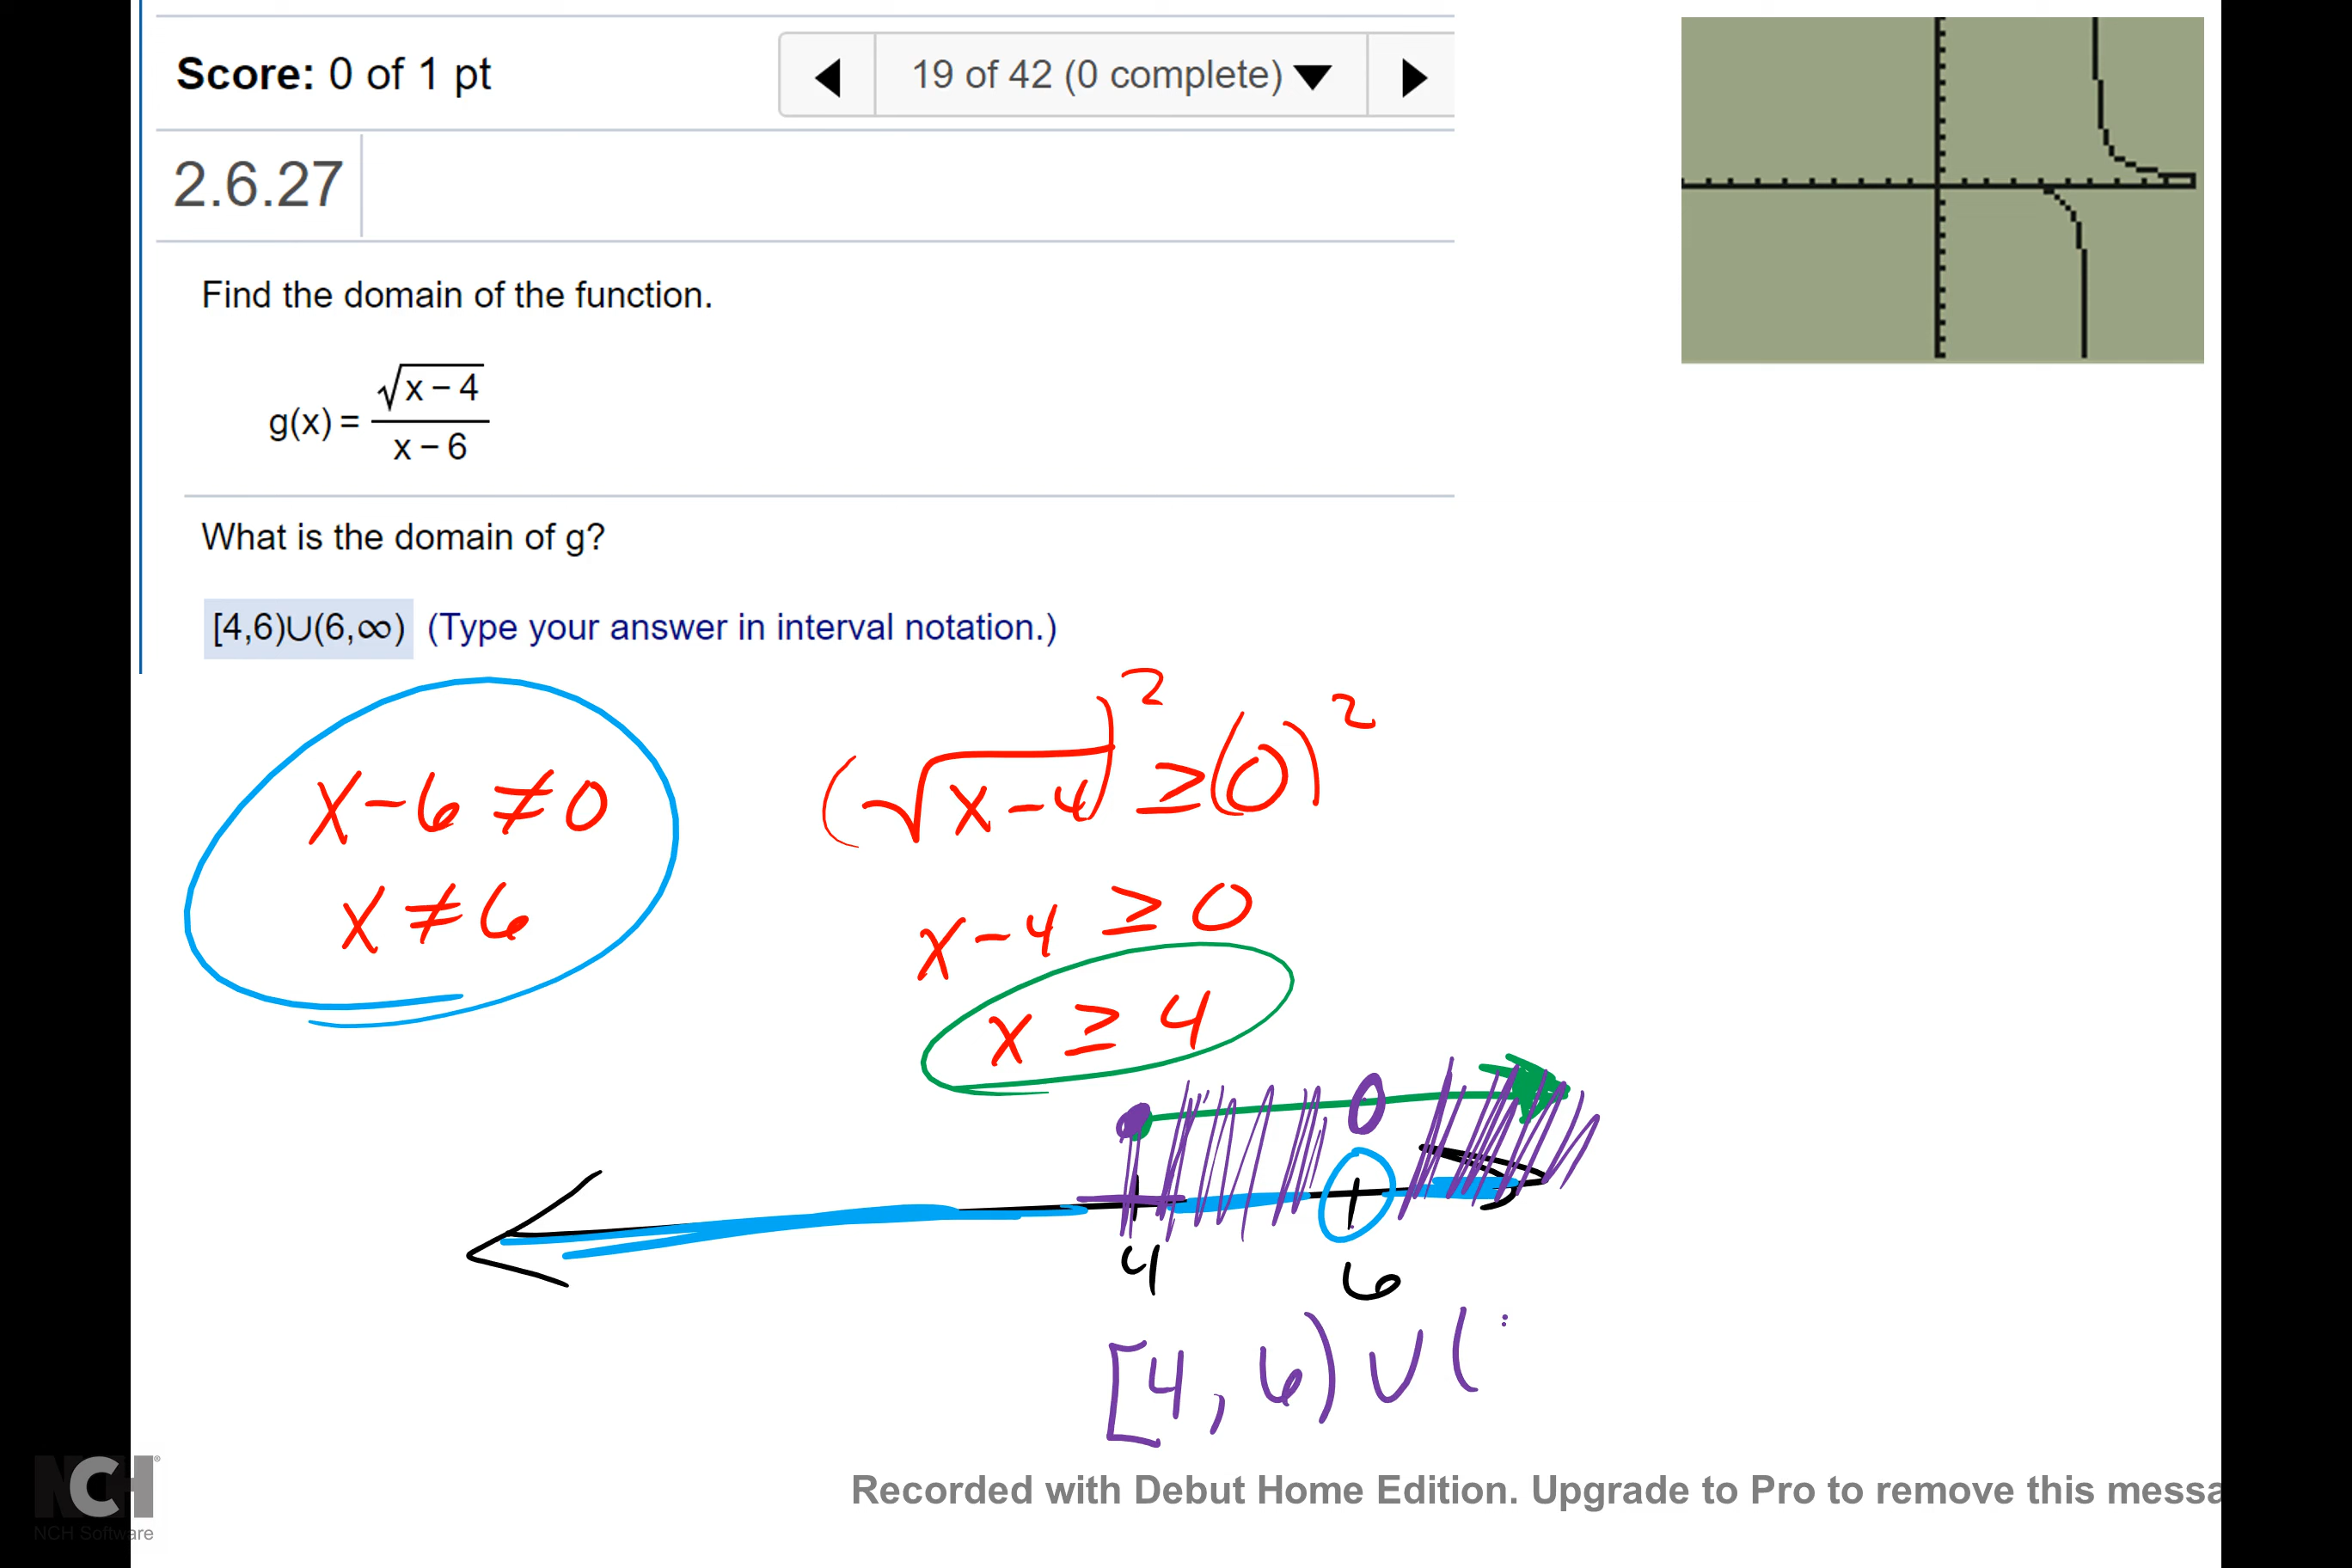 Score: 0 of 1 pt
19 of 42 (0 complete)
2.6.27
Find the domain of the function.
g(x) = √(x − 4) / (x − 6)
What is the domain of g?
[4,6)∪(6,∞) (Type your answer in interval notation.)
x − 6 ≠ 0
x ≠ 6
(√(x − 4))² ≥ (0)²
x − 4 ≥ 0
x ≥ 4
4
6
[4, 6) ∪ (
NCH®
NCH Software
Recorded with Debut Home Edition. Upgrade to Pro to remove this messa